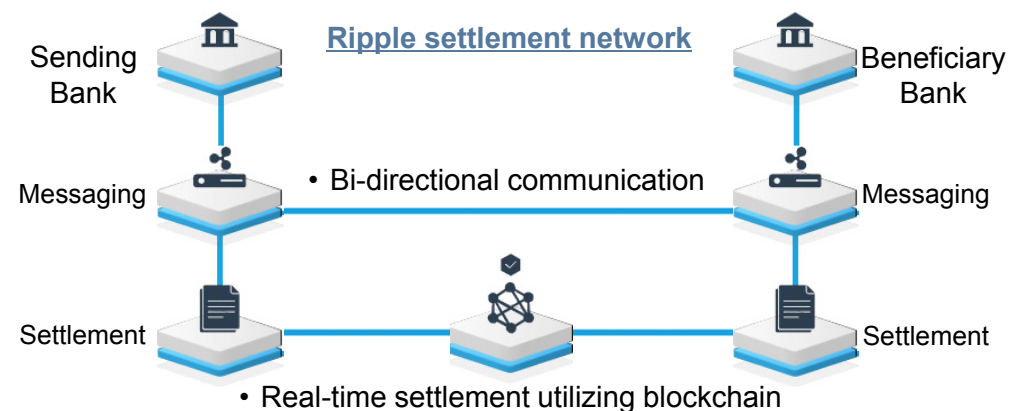 Ripple settlement network
Sending
Bank
Beneficiary
Bank
Messaging
• Bi-directional communication
Messaging
Settlement
Settlement
• Real-time settlement utilizing blockchain